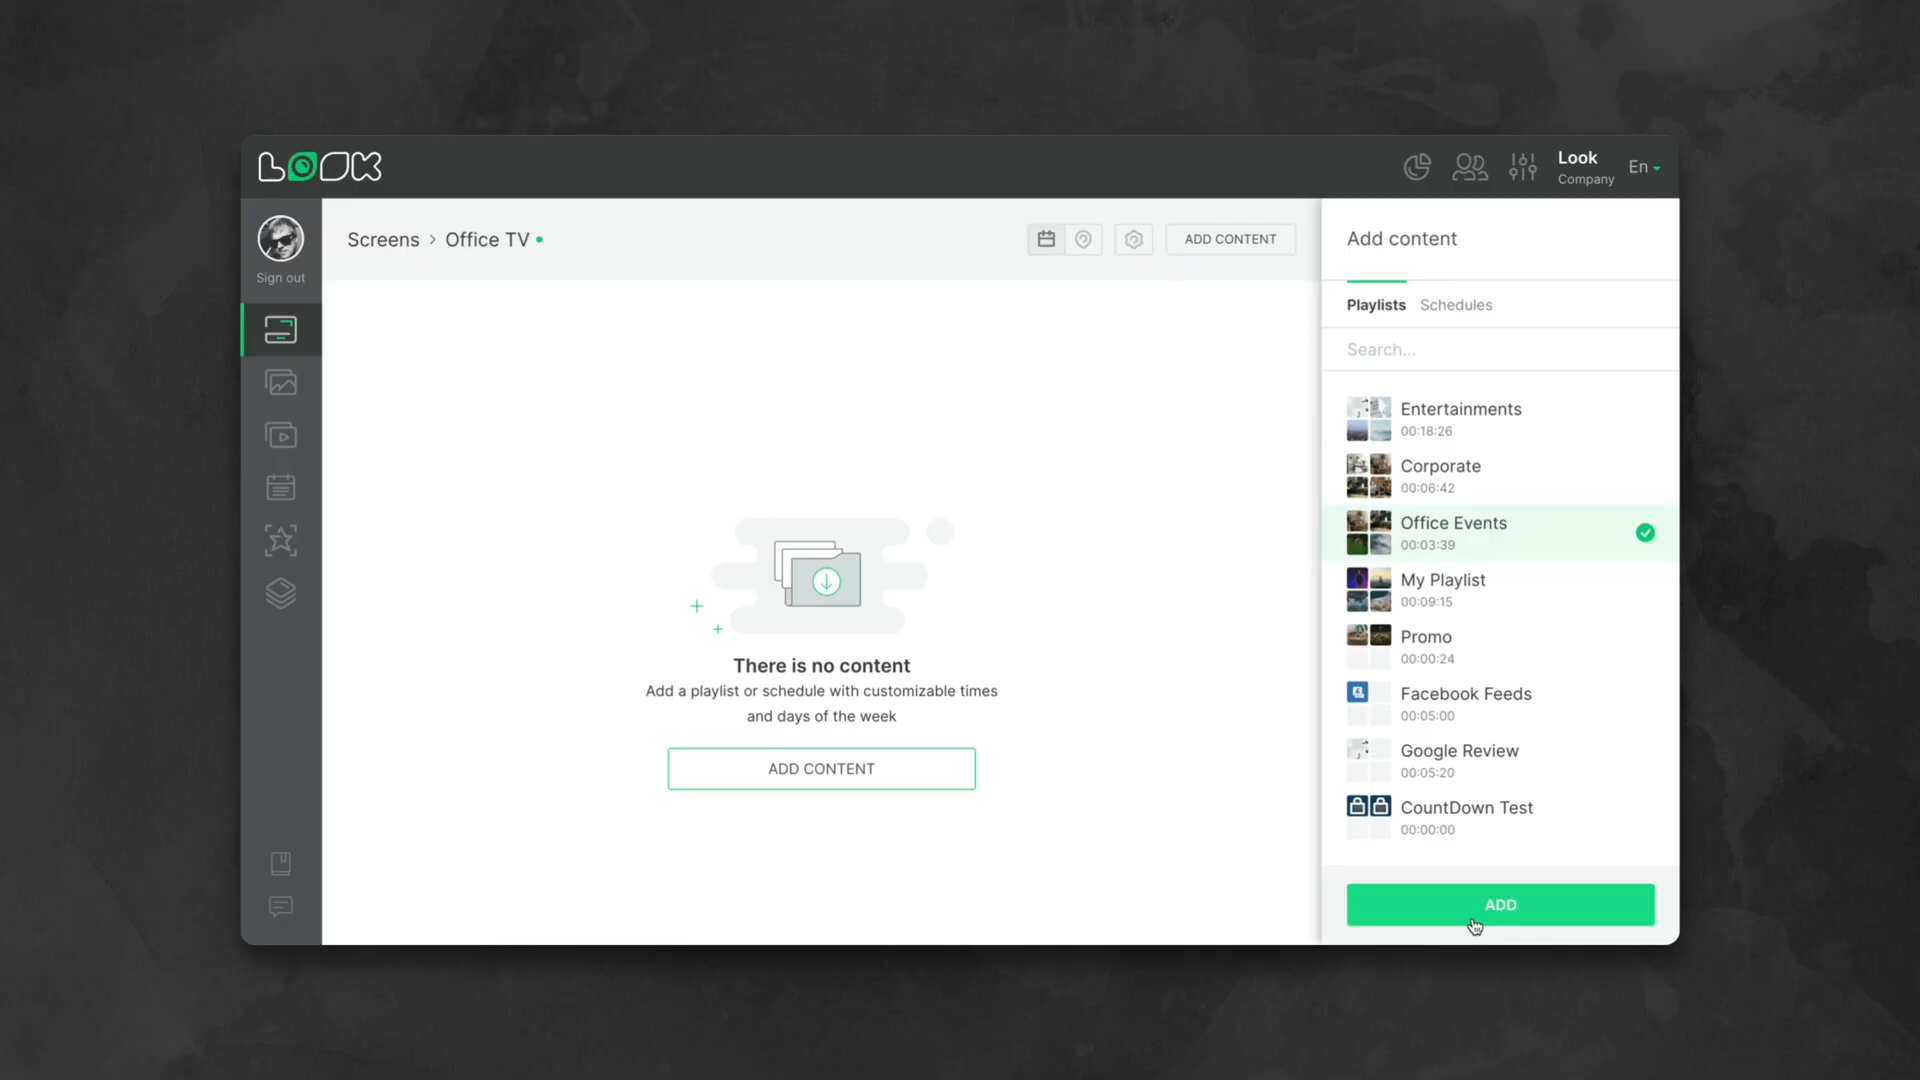 LOOK
Look
Company
En
Sign out
Screens > Office TV
ADD CONTENT
There is no content
Add a playlist or schedule with customizable times
and days of the week
ADD CONTENT
Add content
Playlists Schedules
Search...
Entertainments
00:18:26
Corporate
00:06:42
Office Events
00:03:39
My Playlist
00:09:15
Promo
00:00:24
Facebook Feeds
00:05:00
Google Review
00:05:20
CountDown Test
00:00:00
ADD